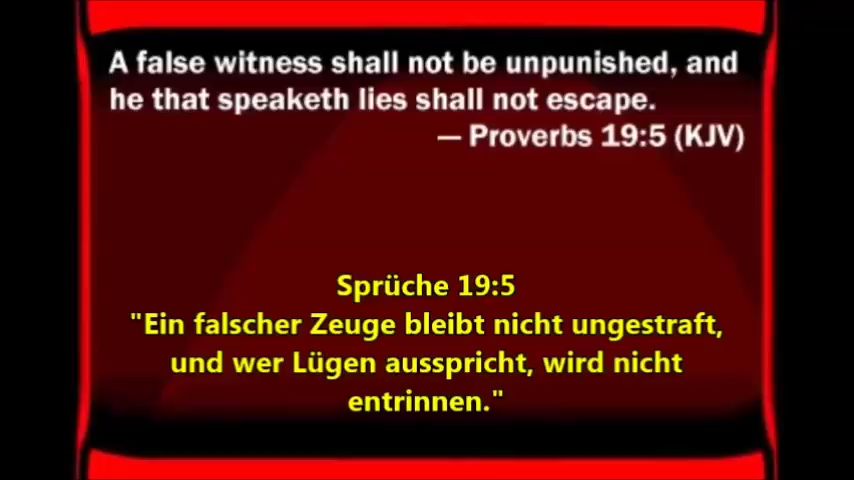 A false witness shall not be unpunished, and
he that speaketh lies shall not escape.
— Proverbs 19:5 (KJV)
Sprüche 19:5
"Ein falscher Zeuge bleibt nicht ungestraft,
und wer Lügen ausspricht, wird nicht
entrinnen."